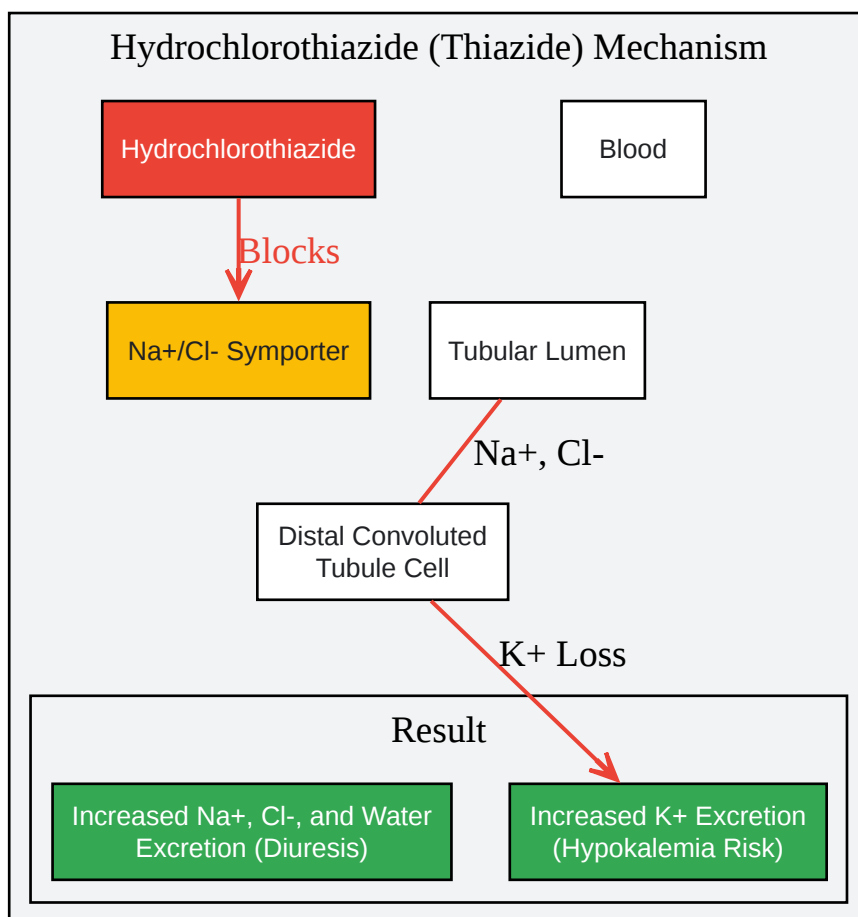 Hydrochlorothiazide (Thiazide) Mechanism
Hydrochlorothiazide
Blood
Blocks
Na+/Cl- Symporter
Tubular Lumen
Na+, Cl-
Distal Convoluted
Tubule Cell
K+ Loss
Result
Increased Na+, Cl-, and Water
Excretion (Diuresis)
Increased K+ Excretion
(Hypokalemia Risk)